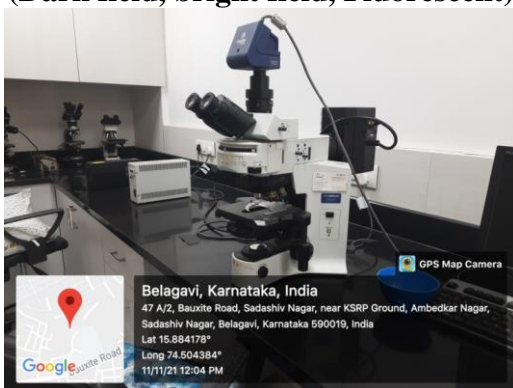 (Dark field, bright field, Fluorescent)
GPS Map Camera
Belagavi, Karnataka, India
47 A/2, Bauxite Road, Sadashiv Nagar, near KSRP Ground, Ambedkar Nagar,
Sadashiv Nagar, Belagavi, Karnataka 590019, India
Lat 15.884178°
Long 74.504384°
11/11/21 12:04 PM
Google
Bauxite Road